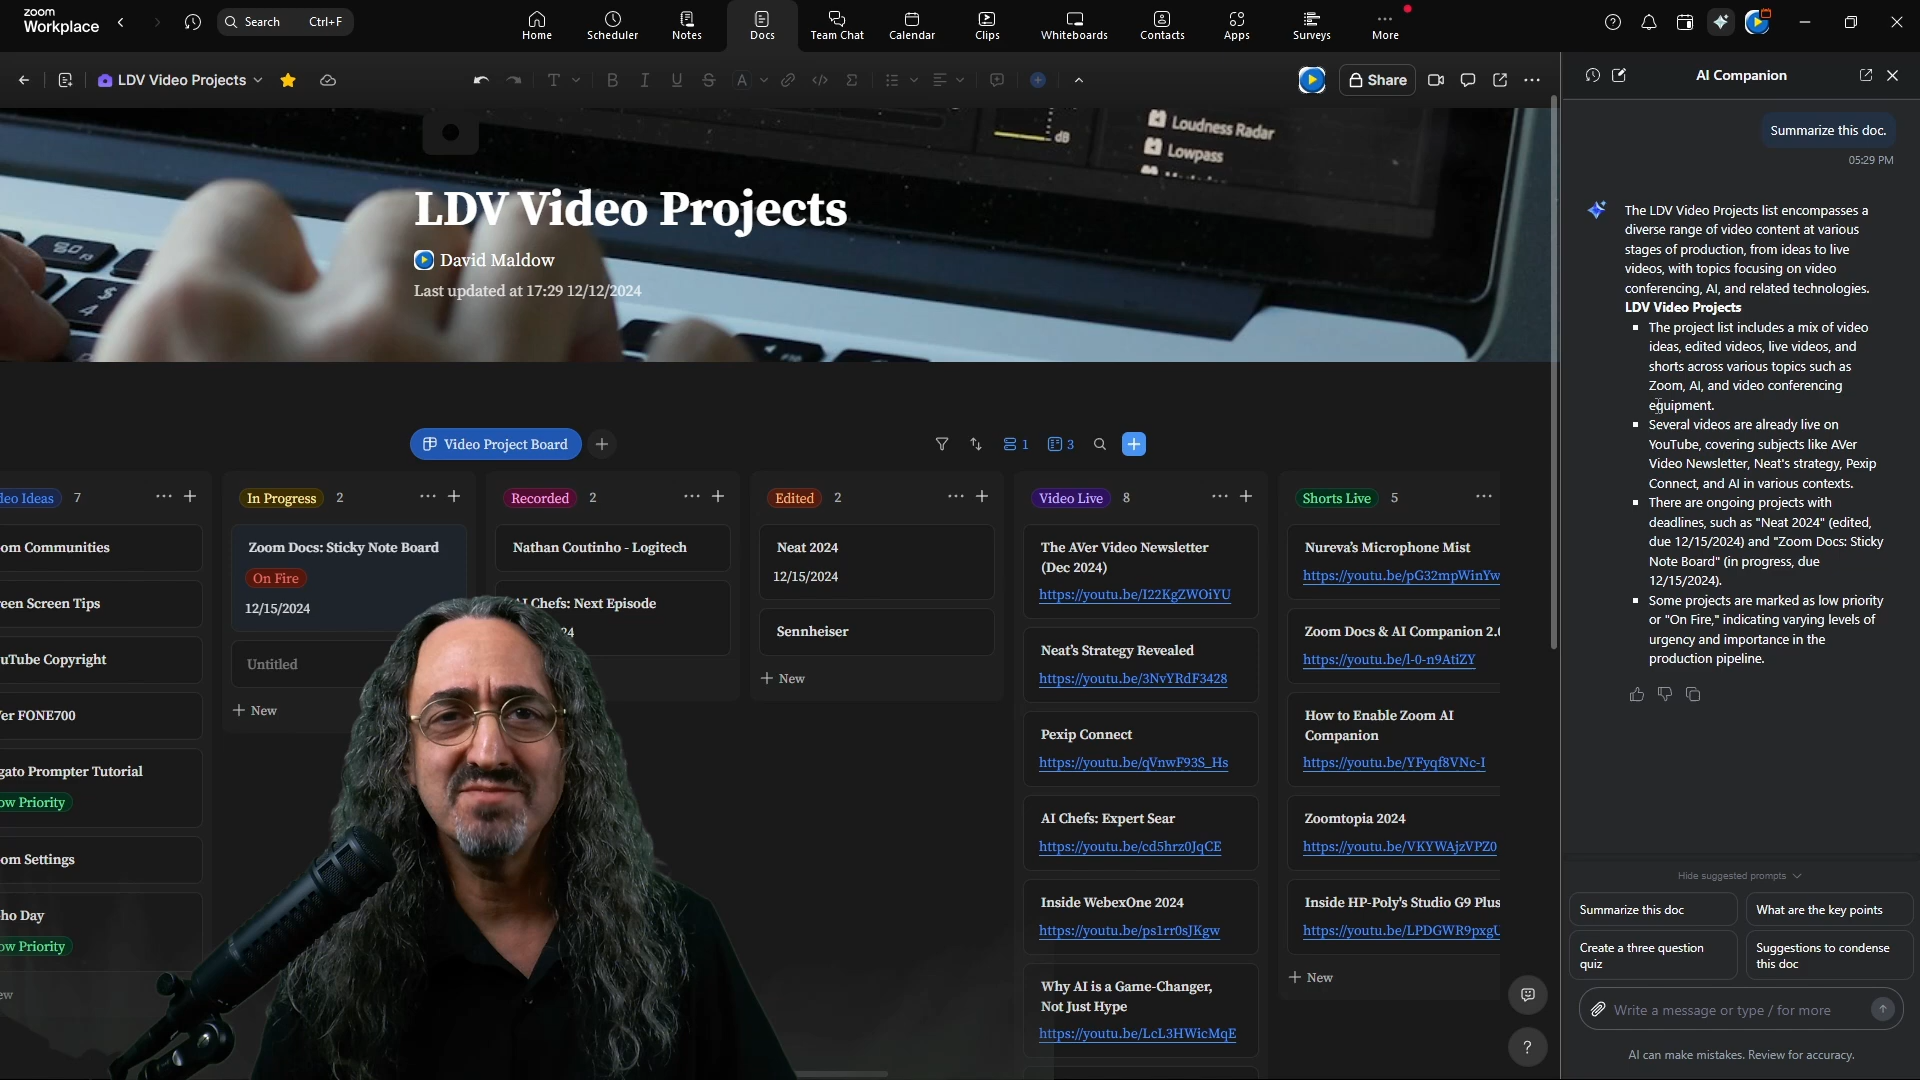 zoom
Workplace
Search Ctrl+F
Home
Scheduler
Notes
Docs
Team Chat
Calendar
Clips
Whiteboards
Contacts
Apps
Surveys
More
LDV Video Projects
Share
AI Companion
Loudness Radar
Lowpass
dB
LDV Video Projects
David Maldow
Last updated at 17:29 12/12/2024
Video Project Board
1
3
deo Ideas 7
om Communities
een Screen Tips
uTube Copyright
er FONE700
gato Prompter Tutorial
ow Priority
om Settings
ho Day
ow Priority
ew
In Progress 2
Zoom Docs: Sticky Note Board
On Fire
12/15/2024
Untitled
+ New
Recorded 2
Nathan Coutinho - Logitech
AI Chefs: Next Episode
24
Edited 2
Neat 2024
12/15/2024
Sennheiser
+ New
Video Live 8
The AVer Video Newsletter
(Dec 2024)
https://youtu.be/I22KgZWOiYU
Neat's Strategy Revealed
https://youtu.be/3NvYRdF3428
Pexip Connect
https://youtu.be/qVnwF93S_Hs
AI Chefs: Expert Sear
https://youtu.be/cd5hrz0JqCE
Inside WebexOne 2024
https://youtu.be/ps1rr0sJKgw
Why AI is a Game-Changer,
Not Just Hype
https://youtu.be/LcL3HWicMqE
Shorts Live 5
Nureva’s Microphone Mist
https://youtu.be/pG32mpWinYw
Zoom Docs & AI Companion 2.0
https://youtu.be/l-0-n9AtiZY
How to Enable Zoom AI
Companion
https://youtu.be/YFyqf8VNc-I
Zoomtopia 2024
https://youtu.be/VKYWAjzVPZ0
Inside HP-Poly’s Studio G9 Plus
https://youtu.be/LPDGWR9pxgU
+ New
Summarize this doc.
05:29 PM
The LDV Video Projects list encompasses a
diverse range of video content at various
stages of production, from ideas to live
videos, with topics focusing on video
conferencing, AI, and related technologies.
LDV Video Projects
The project list includes a mix of video
ideas, edited videos, live videos, and
shorts across various topics such as
Zoom, AI, and video conferencing
equipment.
Several videos are already live on
YouTube, covering subjects like AVer
Video Newsletter, Neat's strategy, Pexip
Connect, and AI in various contexts.
There are ongoing projects with
deadlines, such as "Neat 2024" (edited,
due 12/15/2024) and "Zoom Docs: Sticky
Note Board" (in progress, due
12/15/2024).
Some projects are marked as low priority
or "On Fire," indicating varying levels of
urgency and importance in the
production pipeline.
Hide suggested prompts
Summarize this doc
What are the key points
Create a three question
quiz
Suggestions to condense
this doc
Write a message or type / for more
AI can make mistakes. Review for accuracy.